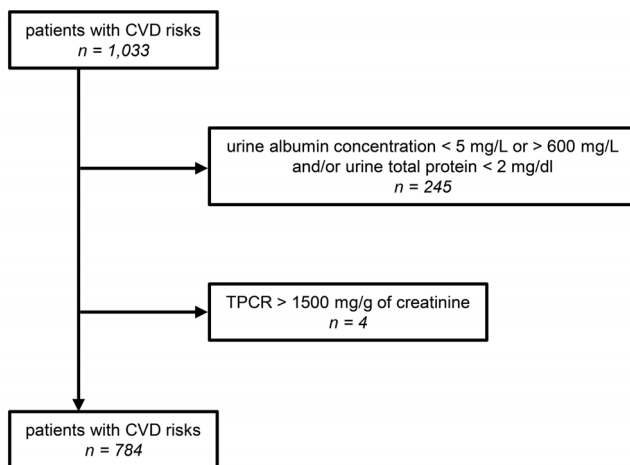 patients with CVD risks
n = 1,033
urine albumin concentration < 5 mg/L or > 600 mg/L
and/or urine total protein < 2 mg/dl
n = 245
TPCR > 1500 mg/g of creatinine
n = 4
patients with CVD risks
n = 784